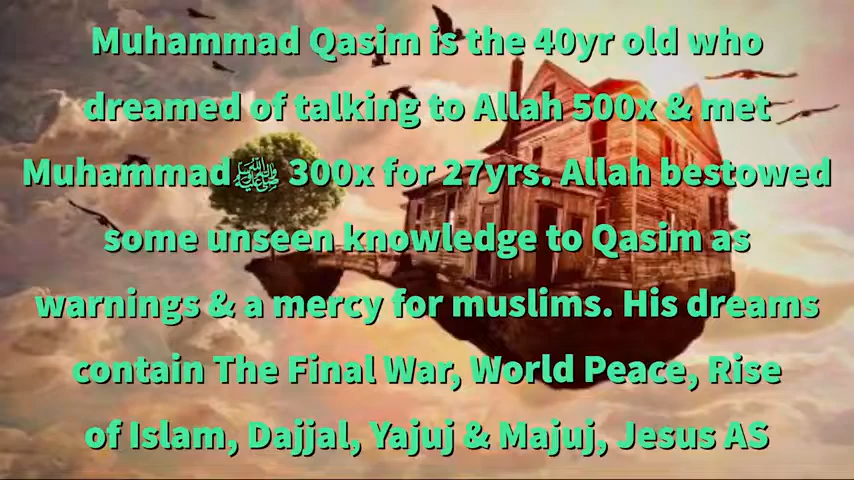 Muhammad Qasim is the 40yr old who
dreamed of talking to Allah 500x & met
Muhammadﷺ 300x for 27yrs. Allah bestowed
some unseen knowledge to Qasim as
warnings & a mercy for muslims. His dreams
contain The Final War, World Peace, Rise
of Islam, Dajjal, Yajuj & Majuj, Jesus AS